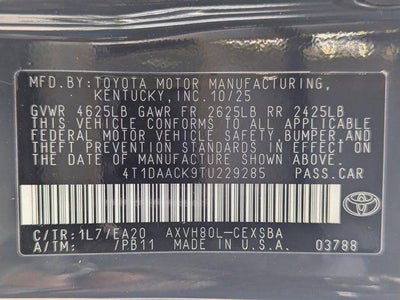 MFD.BY:TOYOTA MOTOR MANUFACTURING,
KENTUCKY,INC.10/25
GVWR 4625LB GAWR FR 2625LB RR 2425LB
THIS VEHICLE CONFORMS TO ALL APPLICABLE
FEDERAL MOTOR VEHICLE SAFETY,BUMPER,AND
THEFT PREVENTION STANDARDS IN EFFECT ON
THE DATE OF MANUFACTURE SHOWN ABOVE.
4T1DAACK9TU229285 PASS.CAR
C/TR:1L7/EA20 AXVH80L-CEXSBA
A/TM: 7PB11 MADE IN U.S.A. 03788